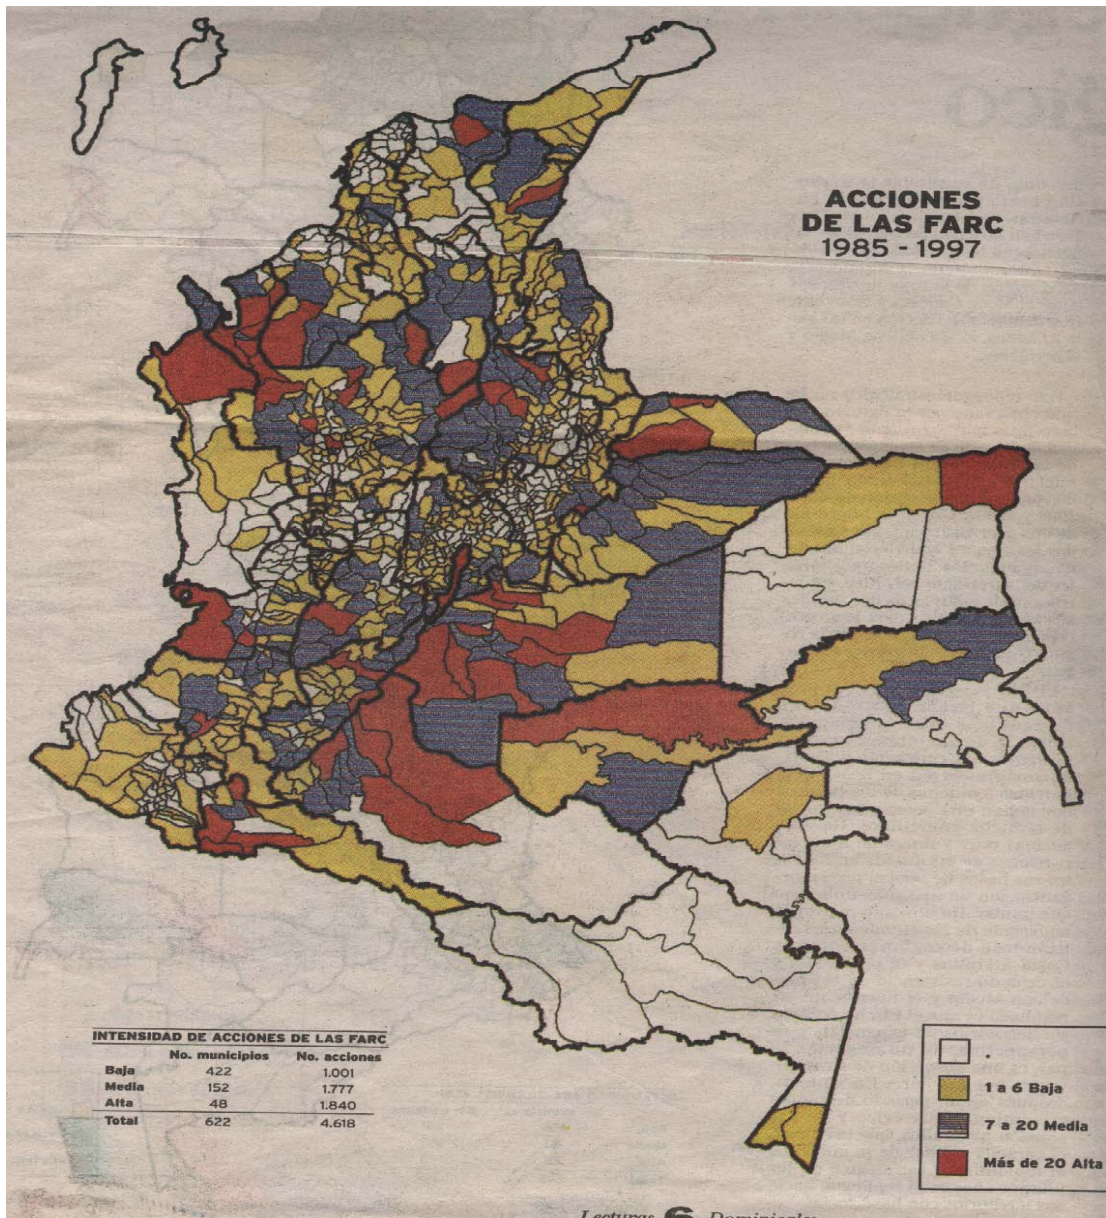 ACCIONES
DE LAS FARC
1985 - 1997
INTENSIDAD DE ACCIONES DE LAS FARC
No. municipios No. acciones
Baja 422 1.001
Media 152 1.777
Alta 48 1.840
Total 622 4.618
.
1 a 6 Baja
7 a 20 Media
Más de 20 Alta
Lecturas 6 Dominicales